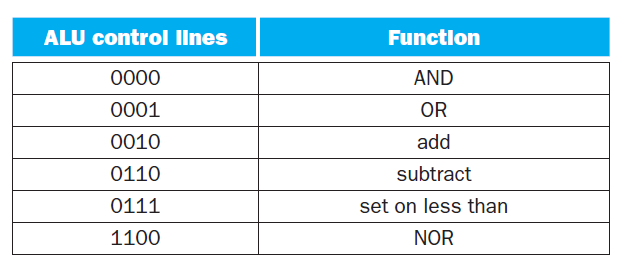 ALU control lines Function
0000 AND
0001 OR
0010 add
0110 subtract
0111 set on less than
1100 NOR